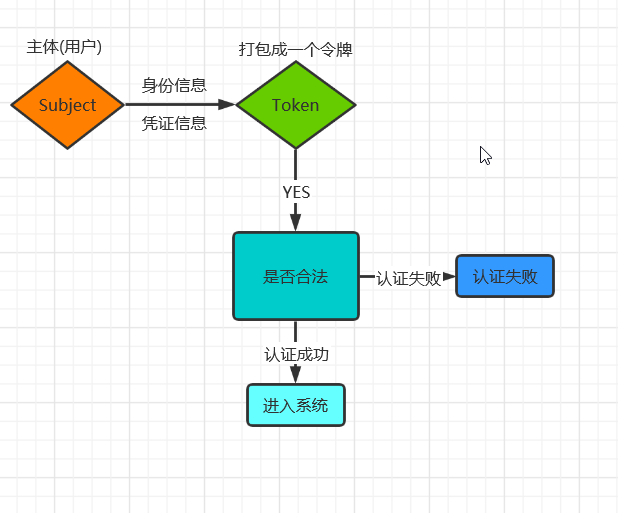 主体(用户)
打包成一个令牌
Subject
身份信息
凭证信息
Token
YES
是否合法
认证失败
认证失败
认证成功
进入系统